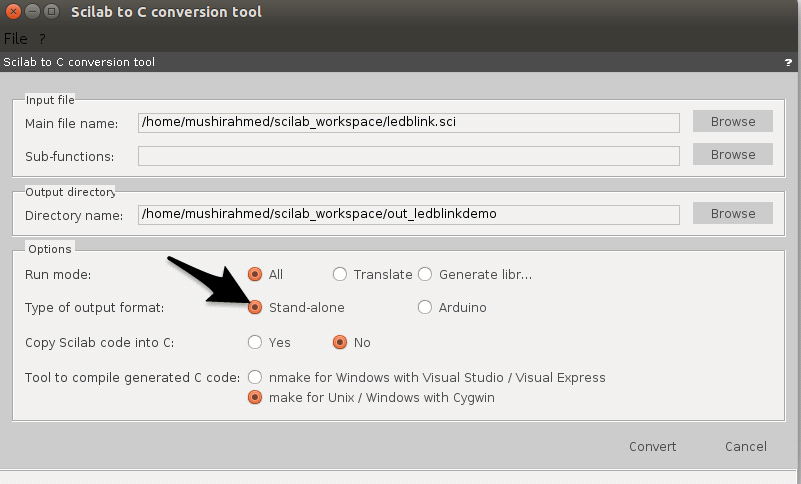 Scilab to C conversion tool
File ?
Scilab to C conversion tool ?
Input file
Main file name: /home/mushirahmed/scilab_workspace/ledblink.sci Browse
Sub-functions: Browse
Output directory
Directory name: /home/mushirahmed/scilab_workspace/out_ledblinkdemo Browse
Options
Run mode: All Translate Generate libr...
Type of output format: Stand-alone Arduino
Copy Scilab code into C: Yes No
Tool to compile generated C code: nmake for Windows with Visual Studio / Visual Express
make for Unix / Windows with Cygwin
Convert Cancel